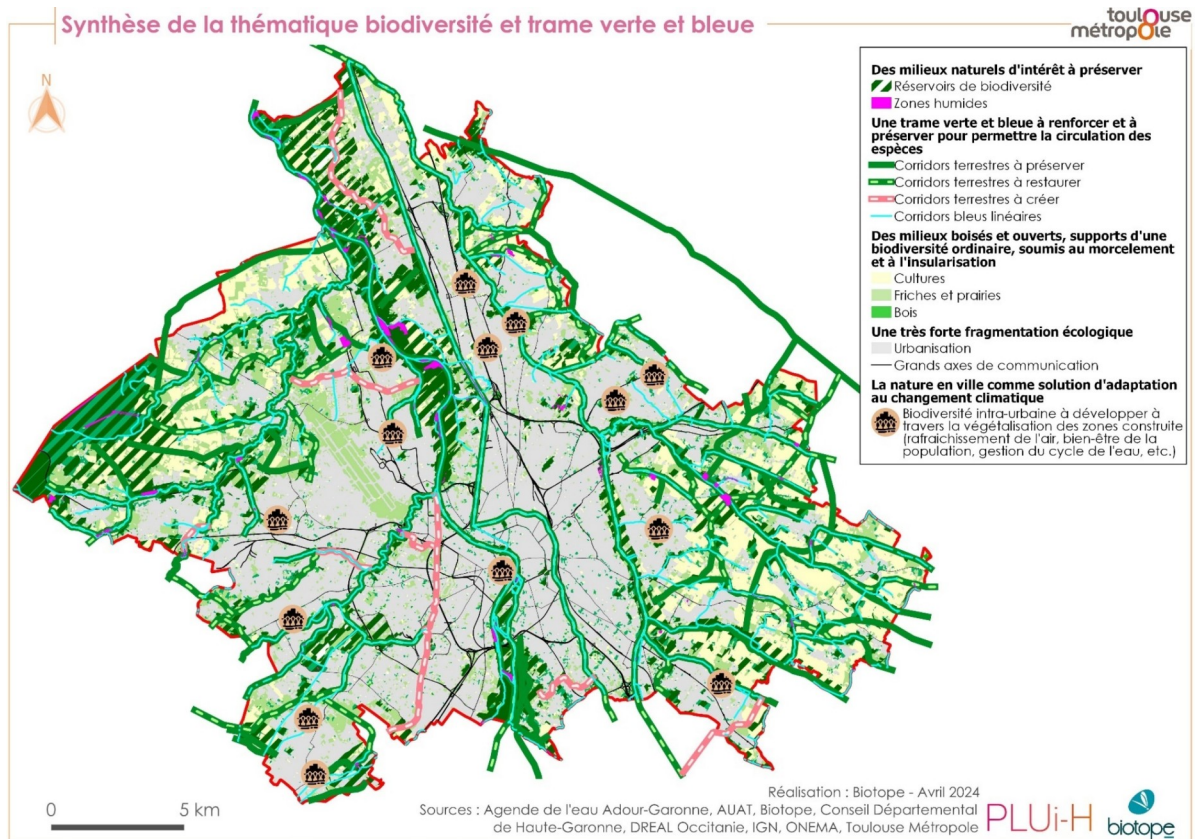 Synthèse de la thématique biodiversité et trame verte et bleue
toulouse
métropole
N
Des milieux naturels d'intérêt à préserver
Réservoirs de biodiversité
Zones humides
Une trame verte et bleue à renforcer et à
préserver pour permettre la circulation des
espèces
Corridors terrestres à préserver
Corridors terrestres à restaurer
Corridors terrestres à créer
Corridors bleus linéaires
Des milieux boisés et ouverts, supports d'une
biodiversité ordinaire, soumis au morcelement
et à l'insularisation
Cultures
Friches et prairies
Bois
Une très forte fragmentation écologique
Urbanisation
Grands axes de communication
La nature en ville comme solution d'adaptation
au changement climatique
Biodiversité intra-urbaine à développer à
travers la végétalisation des zones construite
(rafraichissement de l'air, bien-être de la
population, gestion du cycle de l'eau, etc.)
0 5 km
Réalisation : Biotope - Avril 2024
Sources : Agende de l'eau Adour-Garonne, AUAT, Biotope, Conseil Départemental
de Haute-Garonne, DREAL Occitanie, IGN, ONEMA, Toulouse Métropole
PLUi-H
biotope